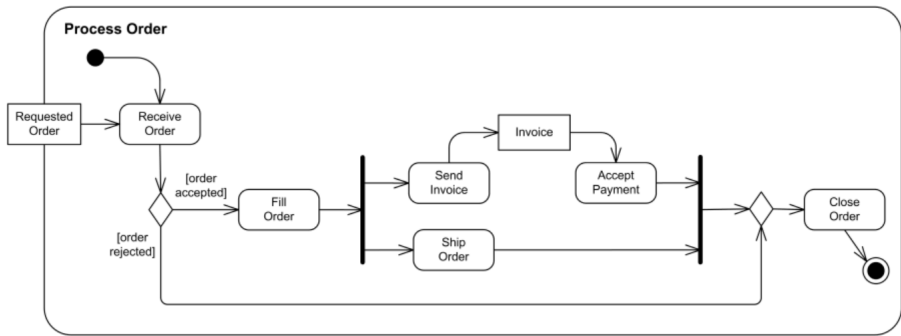 Process Order
Requested
Order
Receive
Order
[order
accepted]
[order
rejected]
Fill
Order
Send
Invoice
Invoice
Accept
Payment
Ship
Order
Close
Order